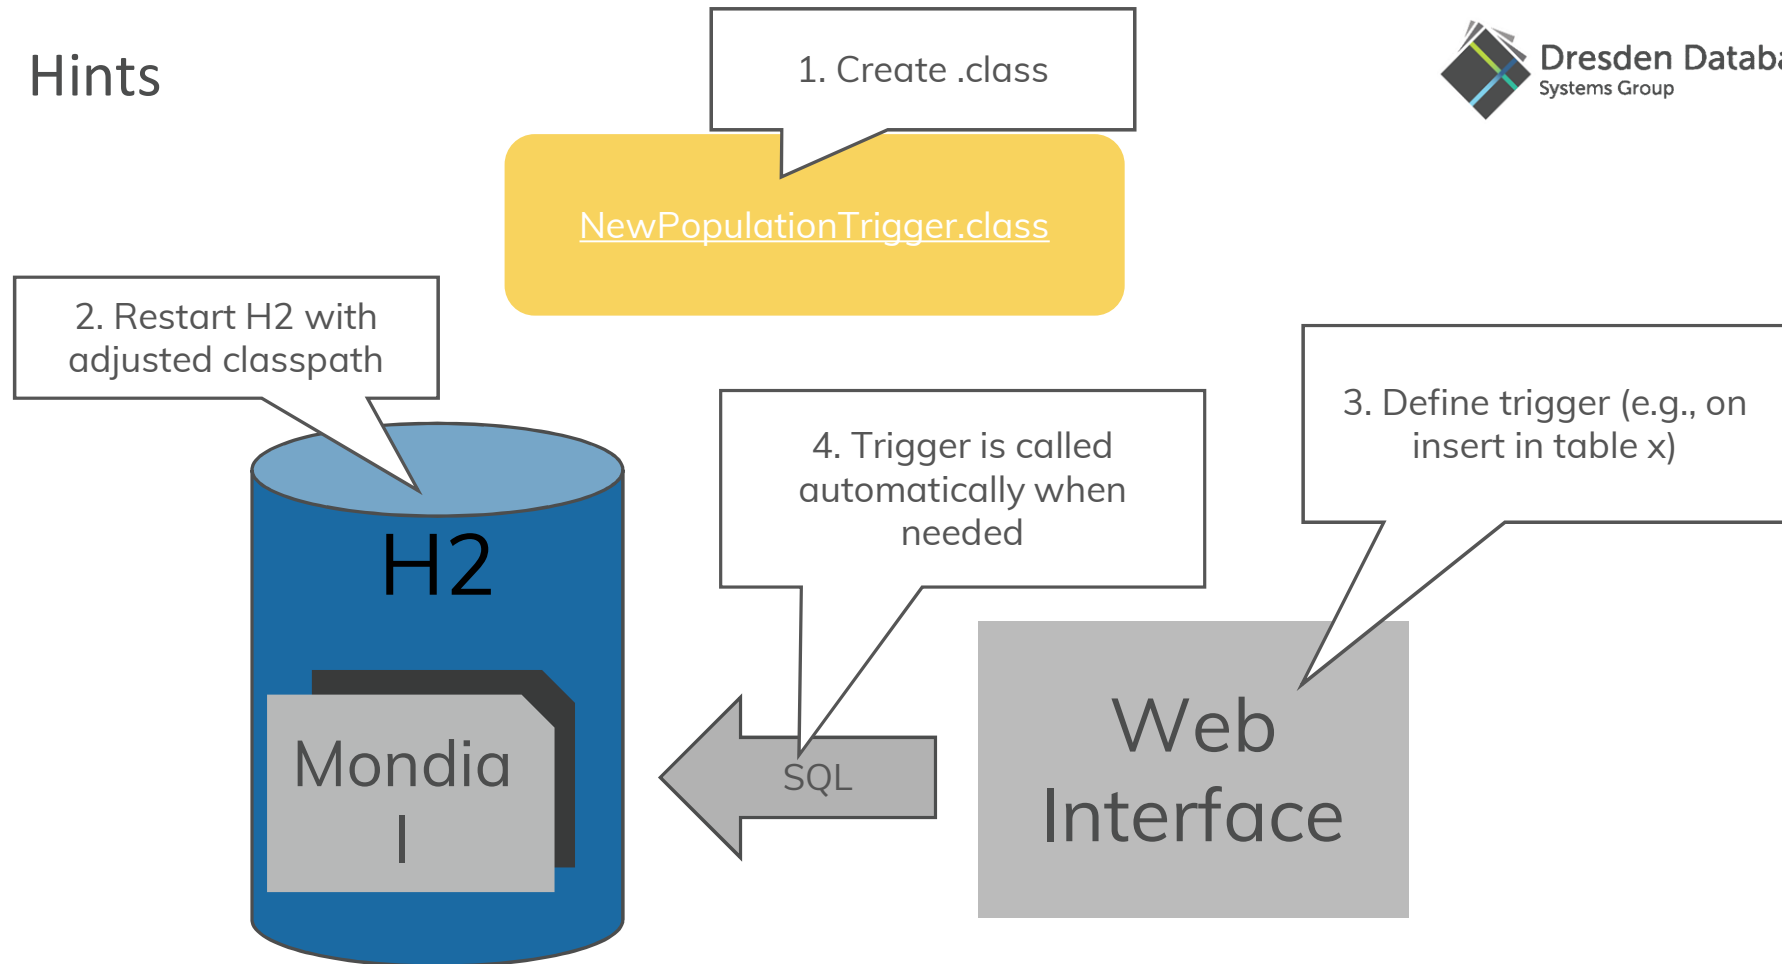 Hints
1. Create .class
Dresden Databa
Systems Group
NewPopulationTrigger.class
2. Restart H2 with
adjusted classpath
3. Define trigger (e.g., on
insert in table x)
4. Trigger is called
automatically when
needed
H2
Mondia
l
SQL
Web
Interface